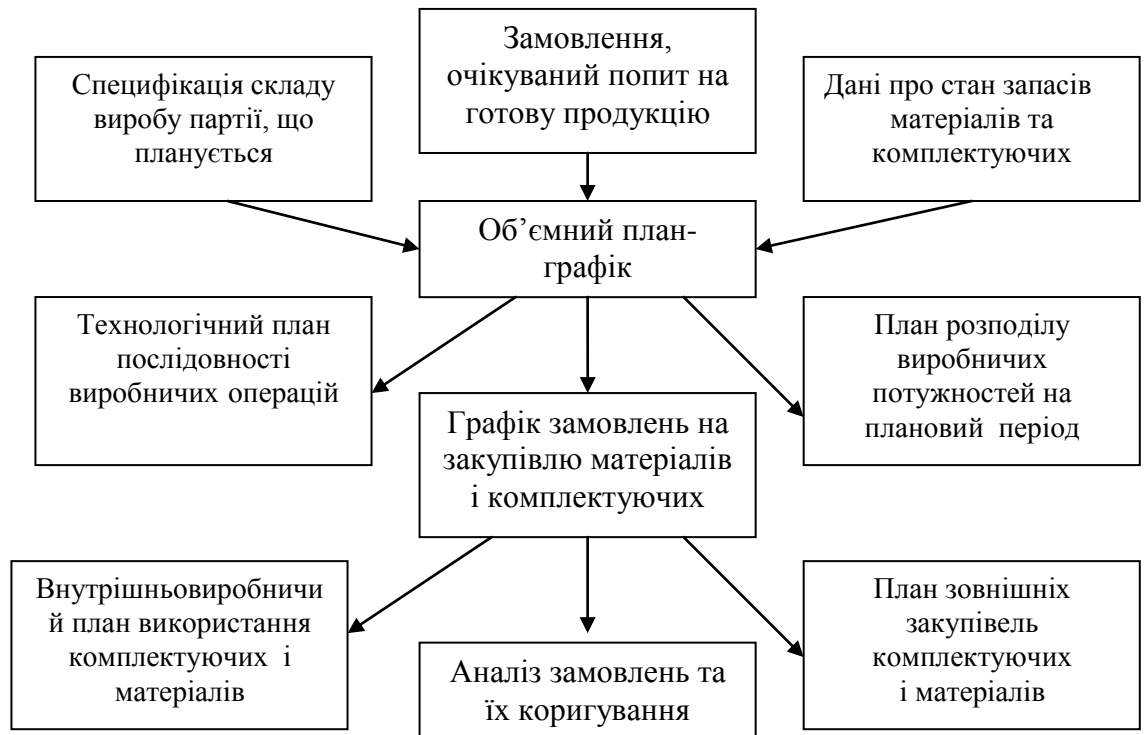 Замовлення,
очікуваний попит на
готову продукцію
Специфікація складу
виробу партії, що
планується
Дані про стан запасів
матеріалів та
комплектуючих
Об’ємний план-
графік
Технологічний план
послідовності
виробничих операцій
План розподілу
виробничих
потужностей на
плановий період
Графік замовлень на
закупівлю матеріалів
і комплектуючих
Внутрішньовиробничи
й план використання
комплектуючих і
матеріалів
План зовнішніх
закупівель
комплектуючих
і матеріалів
Аналіз замовлень та
їх коригування